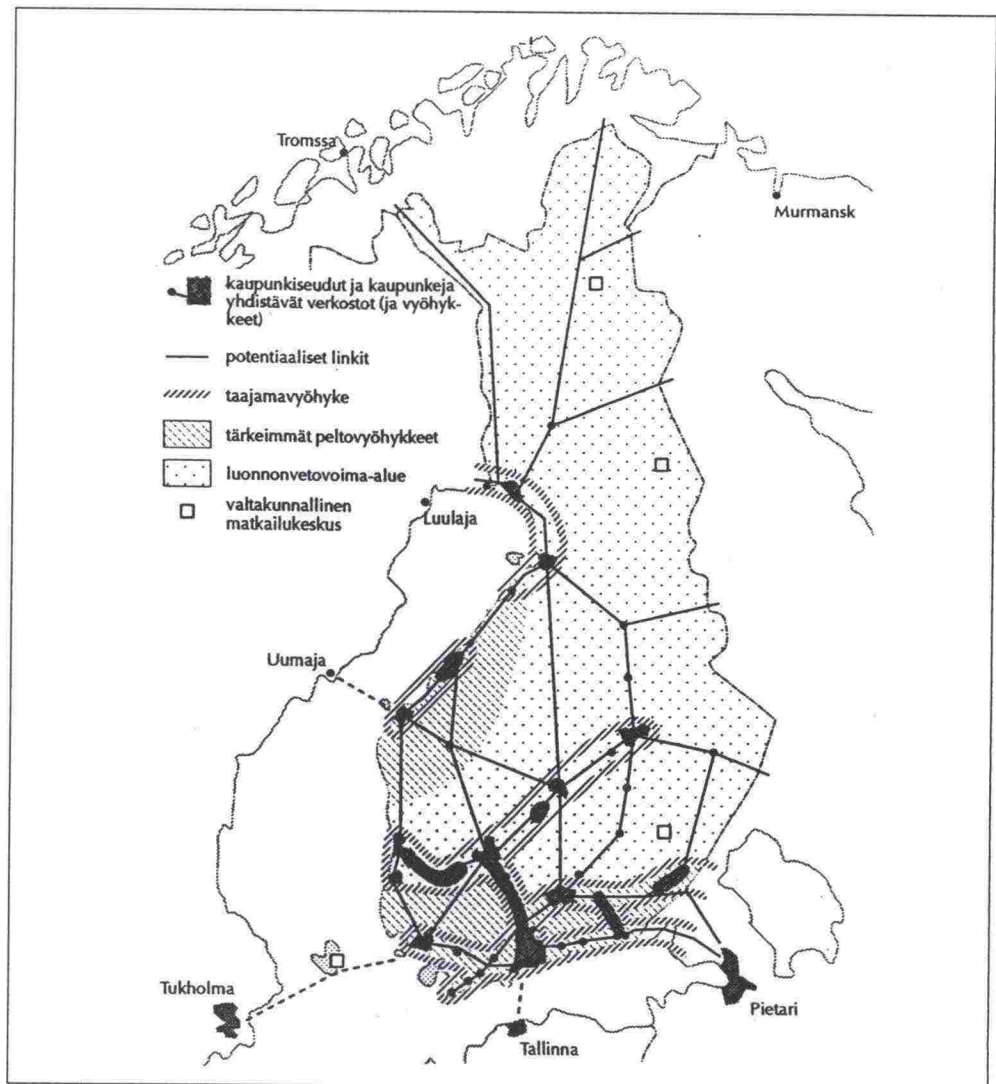 Tromssa
Murmansk
kaupunkiseudut ja kaupunkeja
yhdistävät verkostot (ja vyöhyk-
keet)
potentiaaliset linkit
taajamavyöhyke
tärkeimmät peltovyöhykkeet
luonnonvetovoima-alue
valtakunnallinen
matkailukeskus
Luulaja
Uumaja
Tukholma
Tallinna
Pietari